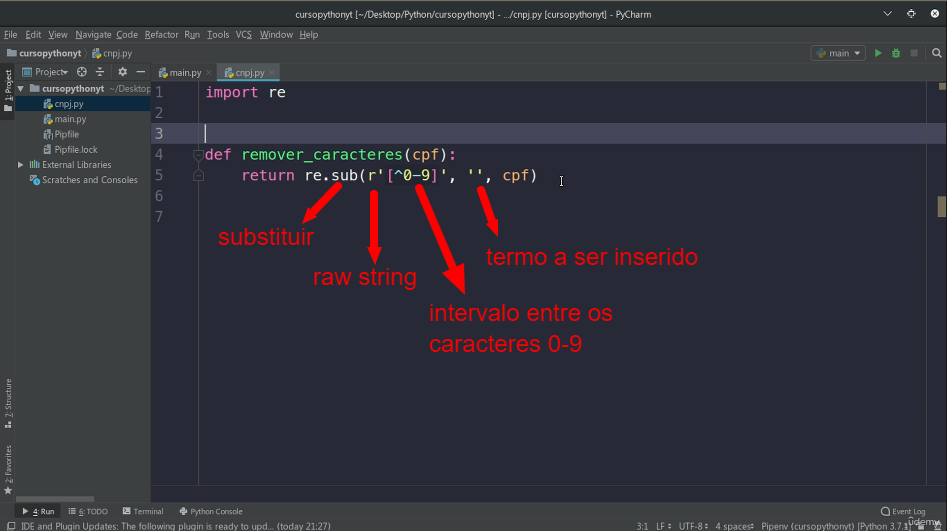 cursopythonyt [~/Desktop/Python/cursopythonyt] - .../cnpj.py [cursopythonyt] - PyCharm
File Edit View Navigate Code Refactor Run Tools VCS Window Help
cursopythonyt cnpj.py main
1: Project
Project main.py cnpj.py
cursopythonyt ~/Desktop
cnpj.py
main.py
Pipfile
Pipfile.lock
External Libraries
Scratches and Consoles
1 import re
2
3
4 def remover_caracteres(cpf):
5 return re.sub(r'[^0-9]', '', cpf)
6
7
substituir
raw string
termo a ser inserido
intervalo entre os
caracteres 0-9
7: Structure
2: Favorites
4: Run 6: TODO Terminal Python Console Event Log
IDE and Plugin Updates: The following plugin is ready to upd... (today 21:27) 3:1 LF UTF-8 4 spaces Pipenv (cursopythonyt) [Python 3.7.
udemy